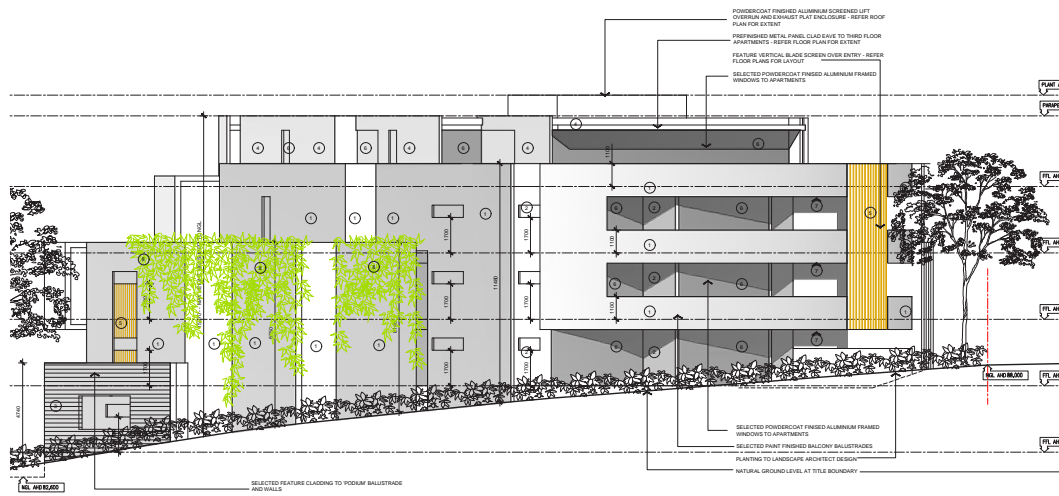 POWDERCOAT FINISHED ALUMINIUM SCREENED LIFT
OVERRUN AND EXHAUST PLAT ENCLOSURE - REFER ROOF
PLAN FOR EXTENT
PREFINISHED METAL PANEL CLAD EAVE TO THIRD FLOOR
APARTMENTS - REFER FLOOR PLAN FOR EXTENT
FEATURE VERTICAL BLADE SCREEN OVER ENTRY - REFER
FLOOR PLANS FOR LAYOUT
SELECTED POWDERCOAT FINISED ALUMINIUM FRAMED
WINDOWS TO APARTMENTS
PLANT
PARAPE
FFL AH
FFL AH
FFL AH
FFL AH
FFL AH
1100
1100
1100
1700
1700
1700
1700
1700
1700
11480
4740
NGL AHD 88,000
NGL AHD 82,600
SELECTED POWDERCOAT FINISED ALUMINIUM FRAMED
WINDOWS TO APARTMENTS
SELECTED PAINT FINISHED BALCONY BALUSTRADES
PLANTING TO LANDSCAPE ARCHITECT DESIGN
NATURAL GROUND LEVEL AT TITLE BOUNDARY
SELECTED FEATURE CLADDING TO 'PODIUM' BALUSTRADE
AND WALLS